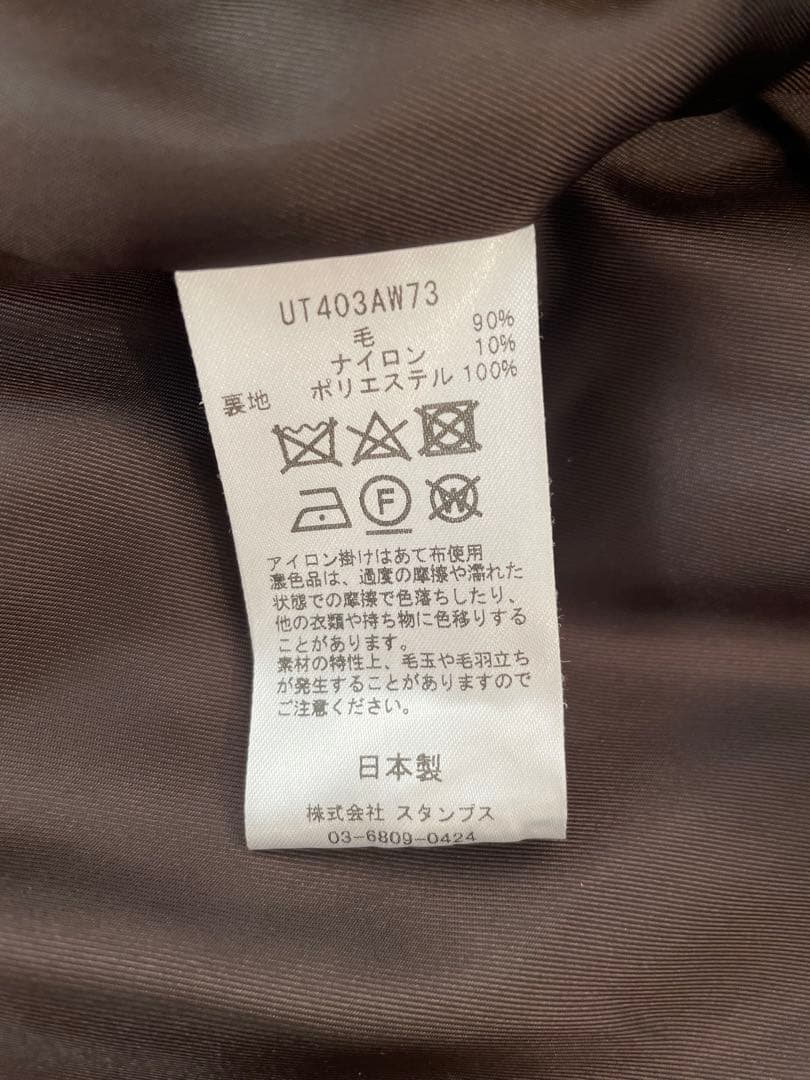 UT403AW73
毛 90%
ナイロン 10%
裏地 ポリエステル 100%
F
W
アイロン掛けはあて布使用
濃色品は、過度の摩擦や濡れた
状態での摩擦で色落ちしたり、
他の衣類や持ち物に色移りする
ことがあります。
素材の特性上、毛玉や毛羽立ち
が発生することがありますので
ご注意ください。
日本製
株式会社 スタンプス
03-6809-0424